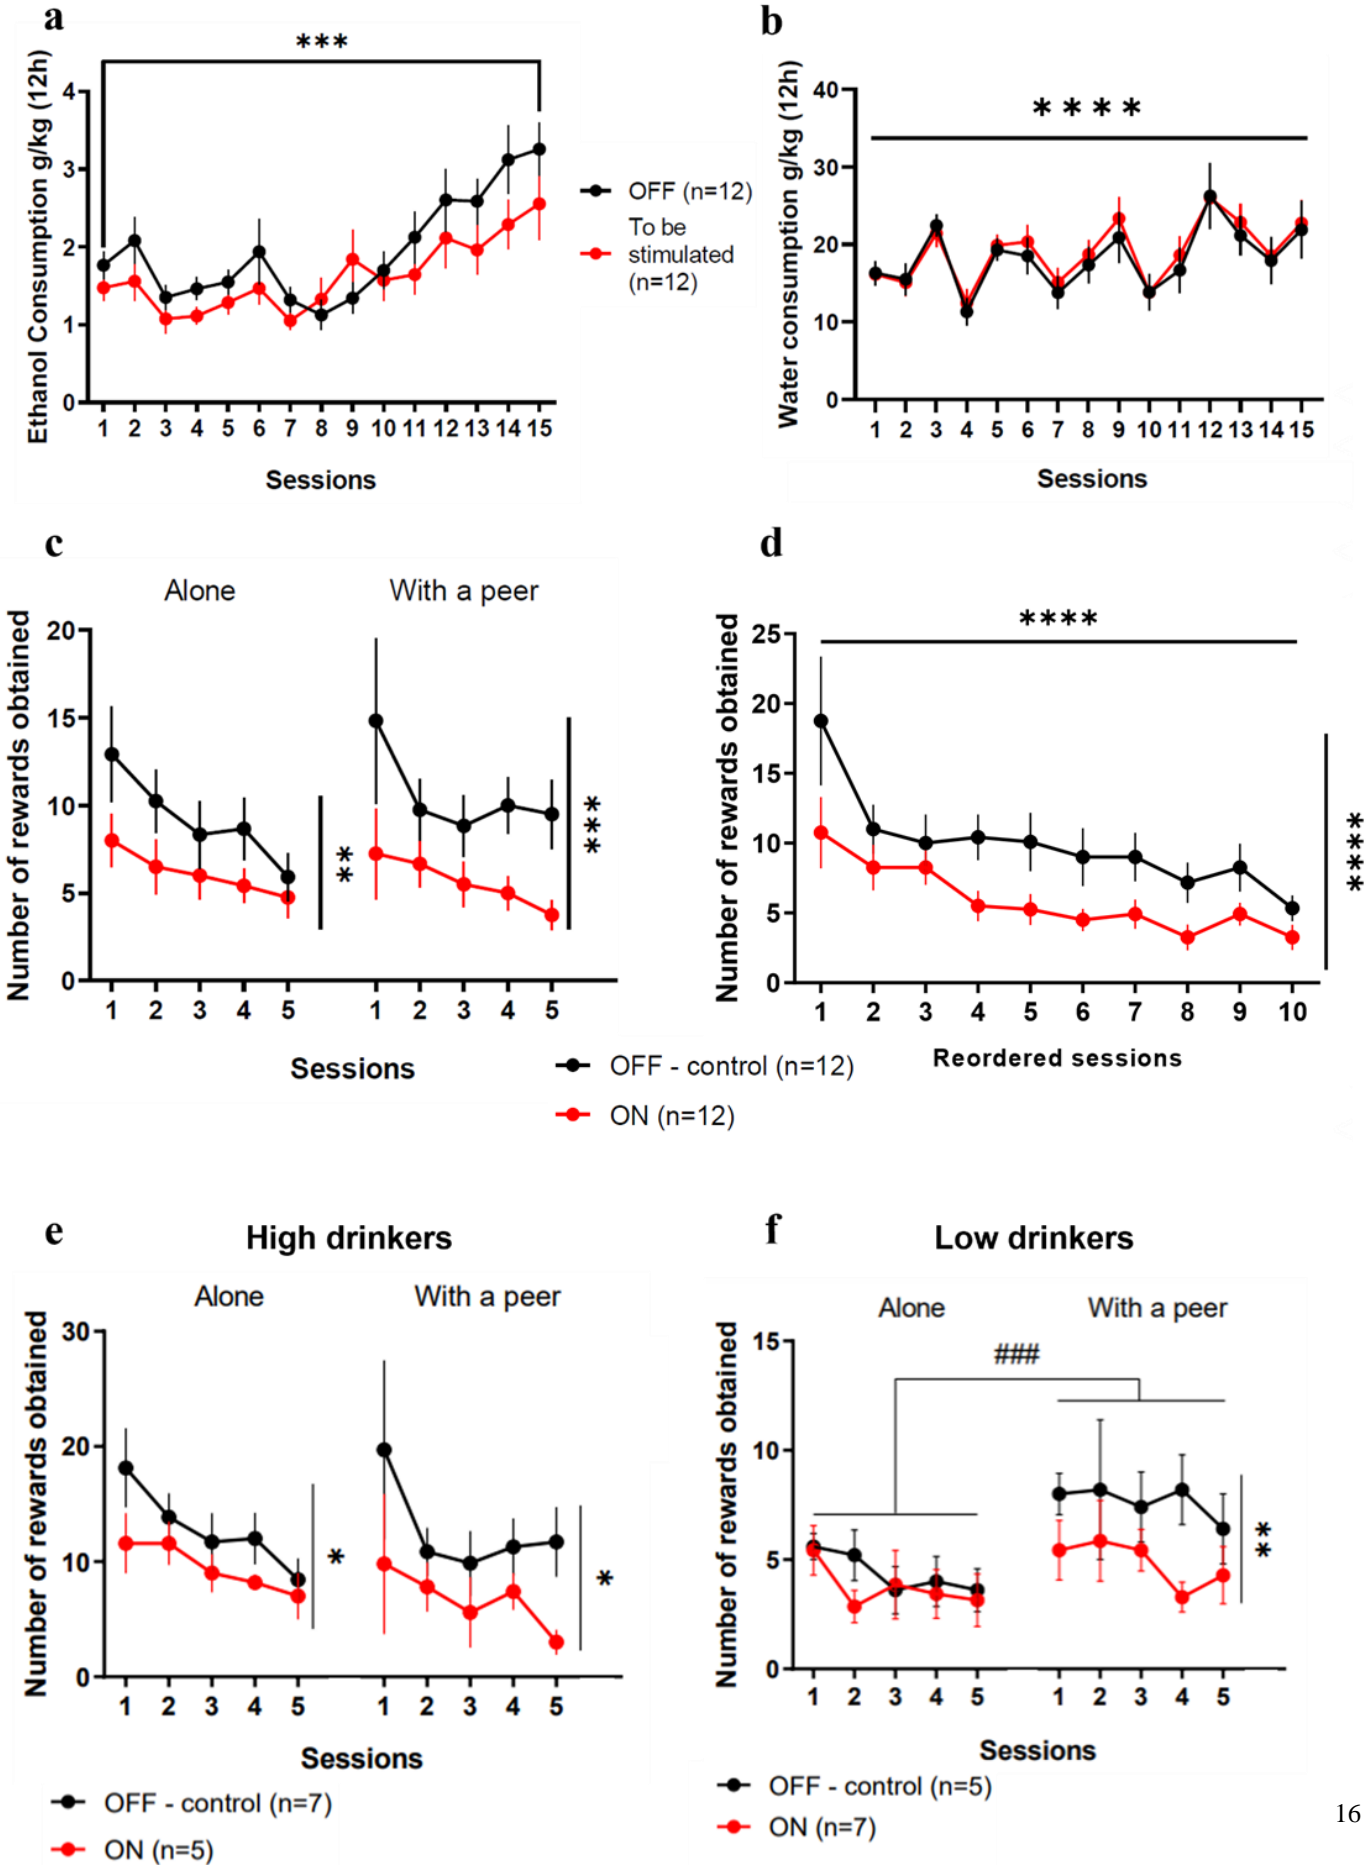 a
***
Ethanol Consumption g/kg (12h)
4
3
2
1
0
1 2 3 4 5 6 7 8 9 10 11 12 13 14 15
Sessions
OFF (n=12)
To be
stimulated
(n=12)
b
****
Water consumption g/kg (12h)
40
30
20
10
0
1 2 3 4 5 6 7 8 9 10 11 12 13 14 15
Sessions
c
Alone With a peer
Number of rewards obtained
20
15
10
5
0
**
***
1 2 3 4 5 1 2 3 4 5
Sessions
d
****
Number of rewards obtained
25
20
15
10
5
0
****
1 2 3 4 5 6 7 8 9 10
Reordered sessions
OFF - control (n=12)
ON (n=12)
e
High drinkers
Alone With a peer
Number of rewards obtained
30
20
10
0
*
*
1 2 3 4 5 1 2 3 4 5
Sessions
OFF - control (n=7)
ON (n=5)
f
Low drinkers
Alone With a peer
###
Number of rewards obtained
15
10
5
0
**
1 2 3 4 5 1 2 3 4 5
Sessions
OFF - control (n=5)
ON (n=7)
16